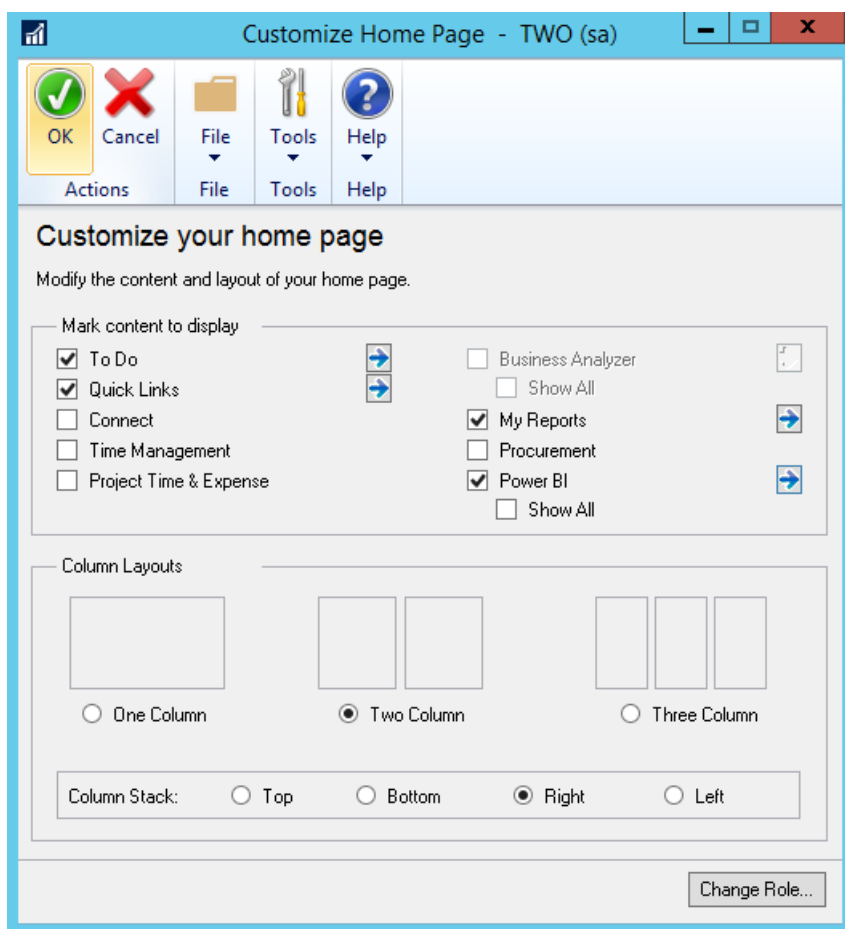 Customize Home Page - TWO (sa)
OK Cancel File Tools Help
Actions File Tools Help
Customize your home page
Modify the content and layout of your home page.
Mark content to display
To Do
Quick Links
Connect
Time Management
Project Time & Expense
Business Analyzer
Show All
My Reports
Procurement
Power BI
Show All
Column Layouts
One Column Two Column Three Column
Column Stack: Top Bottom Right Left
Change Role...